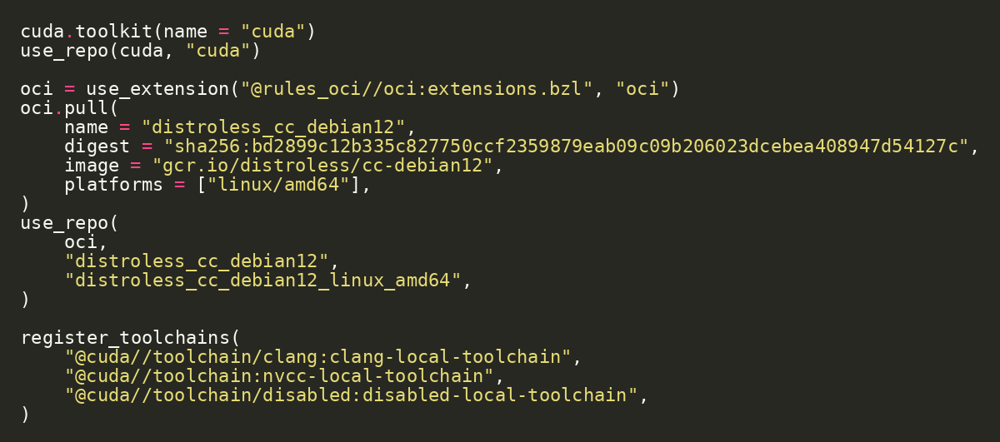 cuda.toolkit(name = "cuda")
use_repo(cuda, "cuda")

oci = use_extension("@rules_oci//oci:extensions.bzl", "oci")
oci.pull(
    name = "distroless_cc_debian12",
    digest = "sha256:bd2899c12b335c827750ccf2359879eab09c09b206023dcebea408947d54127c",
    image = "gcr.io/distroless/cc-debian12",
    platforms = ["linux/amd64"],
)
use_repo(
    oci,
    "distroless_cc_debian12",
    "distroless_cc_debian12_linux_amd64",
)

register_toolchains(
    "@cuda//toolchain/clang:clang-local-toolchain",
    "@cuda//toolchain:nvcc-local-toolchain",
    "@cuda//toolchain/disabled:disabled-local-toolchain",
)